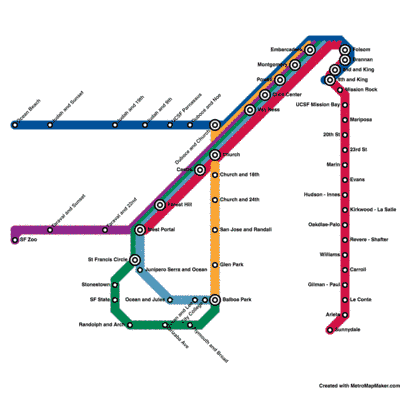 Embarcadero
Folsom
Montgomery
Brannan
2nd and King
4th and King
Powell
Mission Rock
Civic Center
UCSF Mission Bay
Van Ness
Ocean Beach
Judah and Sunset
Judah and 19th
Judah and 9th
UCSF Parnassus
Duboce and Noe
Duboce and Church
Mariposa
20th St
Church
23rd St
Marin
Castro
Church and 18th
Evans
Hudson - Innes
Church and 24th
Forest Hill
Kirkwood - La Salle
Taraval and Sunset
Taraval and 22nd
Oakdale-Palo
West Portal
San Jose and Randall
SF Zoo
Revere - Shafter
Williams
St Francis Circle
Glen Park
Junipero Serra and Ocean
Carroll
Stonestown
Gilman - Paul
SF State
Ocean and Jules
Balboa Park
Le Conte
City College
Arleta
Randolph and Arch
Sunnydale
Plymouth and Broad
Created with MetroMapMaker.com